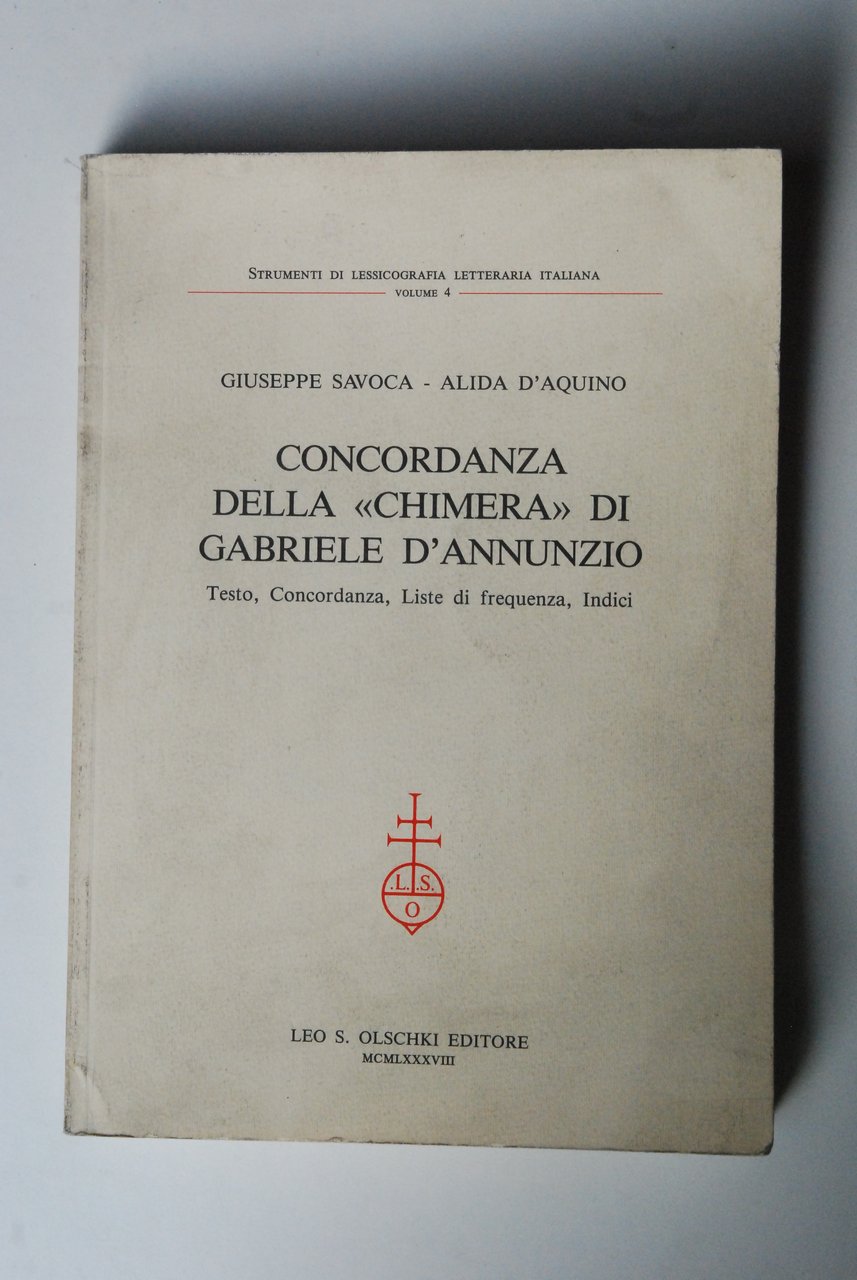 STRUMENTI DI LESSICOGRAFIA LETTERARIA ITALIANA
VOLUME 4
GIUSEPPE SAVOCA - ALIDA D'AQUINO
CONCORDANZA
DELLA «CHIMERA» DI
GABRIELE D'ANNUNZIO
Testo, Concordanza, Liste di frequenza, Indici
.L. .S.
O
LEO S. OLSCHKI EDITORE
MCMLXXXVIII